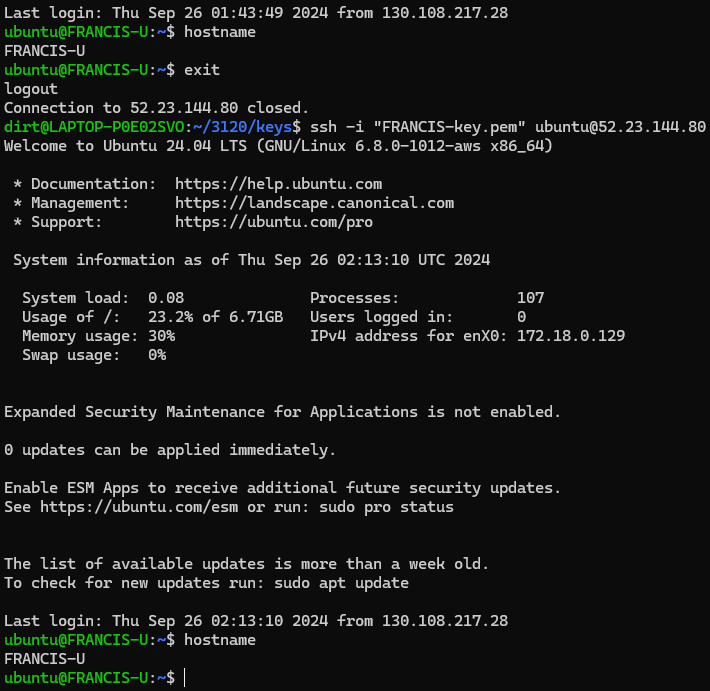 Last login: Thu Sep 26 01:43:49 2024 from 130.108.217.28
ubuntu@FRANCIS-U:~$ hostname
FRANCIS-U
ubuntu@FRANCIS-U:~$ exit
logout
Connection to 52.23.144.80 closed.
dirt@LAPTOP-P0E02SVO:~/3120/keys$ ssh -i "FRANCIS-key.pem" ubuntu@52.23.144.80
Welcome to Ubuntu 24.04 LTS (GNU/Linux 6.8.0-1012-aws x86_64)

 * Documentation:  https://help.ubuntu.com
 * Management:     https://landscape.canonical.com
 * Support:        https://ubuntu.com/pro

 System information as of Thu Sep 26 02:13:10 UTC 2024

  System load:  0.08              Processes:             107
  Usage of /:   23.2% of 6.71GB   Users logged in:       0
  Memory usage: 30%               IPv4 address for enX0: 172.18.0.129
  Swap usage:   0%


Expanded Security Maintenance for Applications is not enabled.

0 updates can be applied immediately.

Enable ESM Apps to receive additional future security updates.
See https://ubuntu.com/esm or run: sudo pro status


The list of available updates is more than a week old.
To check for new updates run: sudo apt update

Last login: Thu Sep 26 02:13:10 2024 from 130.108.217.28
ubuntu@FRANCIS-U:~$ hostname
FRANCIS-U
ubuntu@FRANCIS-U:~$